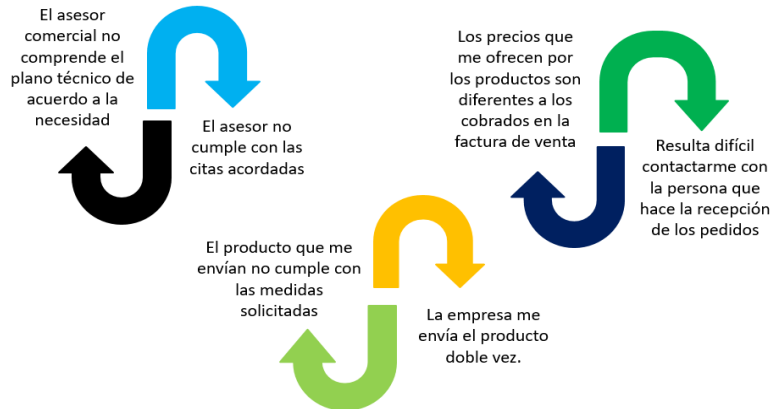 El asesor
comercial no
comprende el
plano técnico de
acuerdo a la
necesidad
El asesor no
cumple con las
citas acordadas
Los precios que
me ofrecen por
los productos son
diferentes a los
cobrados en la
factura de venta
Resulta difícil
contactarme con
la persona que
hace la recepción
de los pedidos
El producto que me
envían no cumple con
las medidas
solicitadas
La empresa me
envía el producto
doble vez.